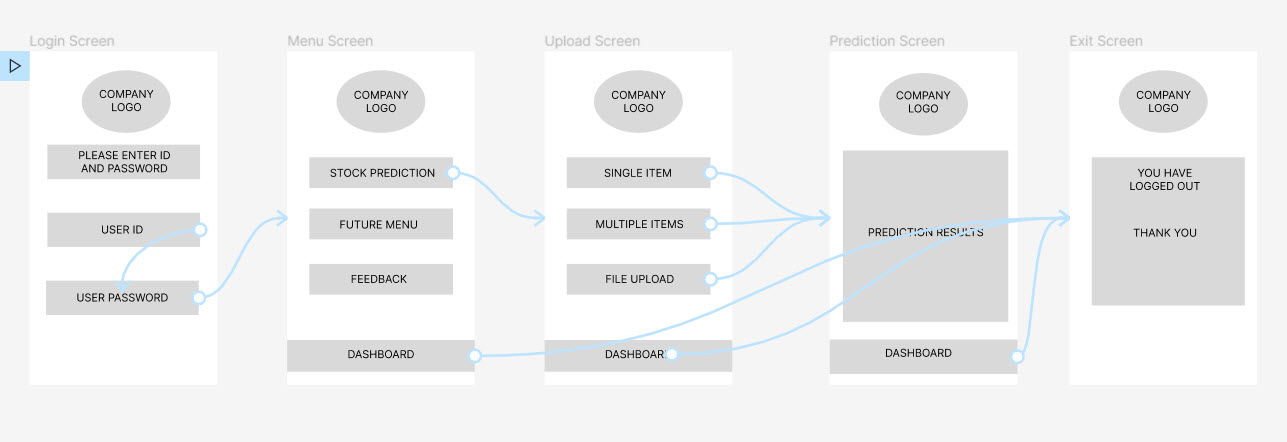 Login Screen
COMPANY
LOGO
PLEASE ENTER ID
AND PASSWORD
USER ID
USER PASSWORD
Menu Screen
COMPANY
LOGO
STOCK PREDICTION
FUTURE MENU
FEEDBACK
DASHBOARD
Upload Screen
COMPANY
LOGO
SINGLE ITEM
MULTIPLE ITEMS
FILE UPLOAD
DASHBOAR
Prediction Screen
COMPANY
LOGO
PREDICTION RESULTS
DASHBOARD
Exit Screen
COMPANY
LOGO
YOU HAVE
LOGGED OUT
THANK YOU